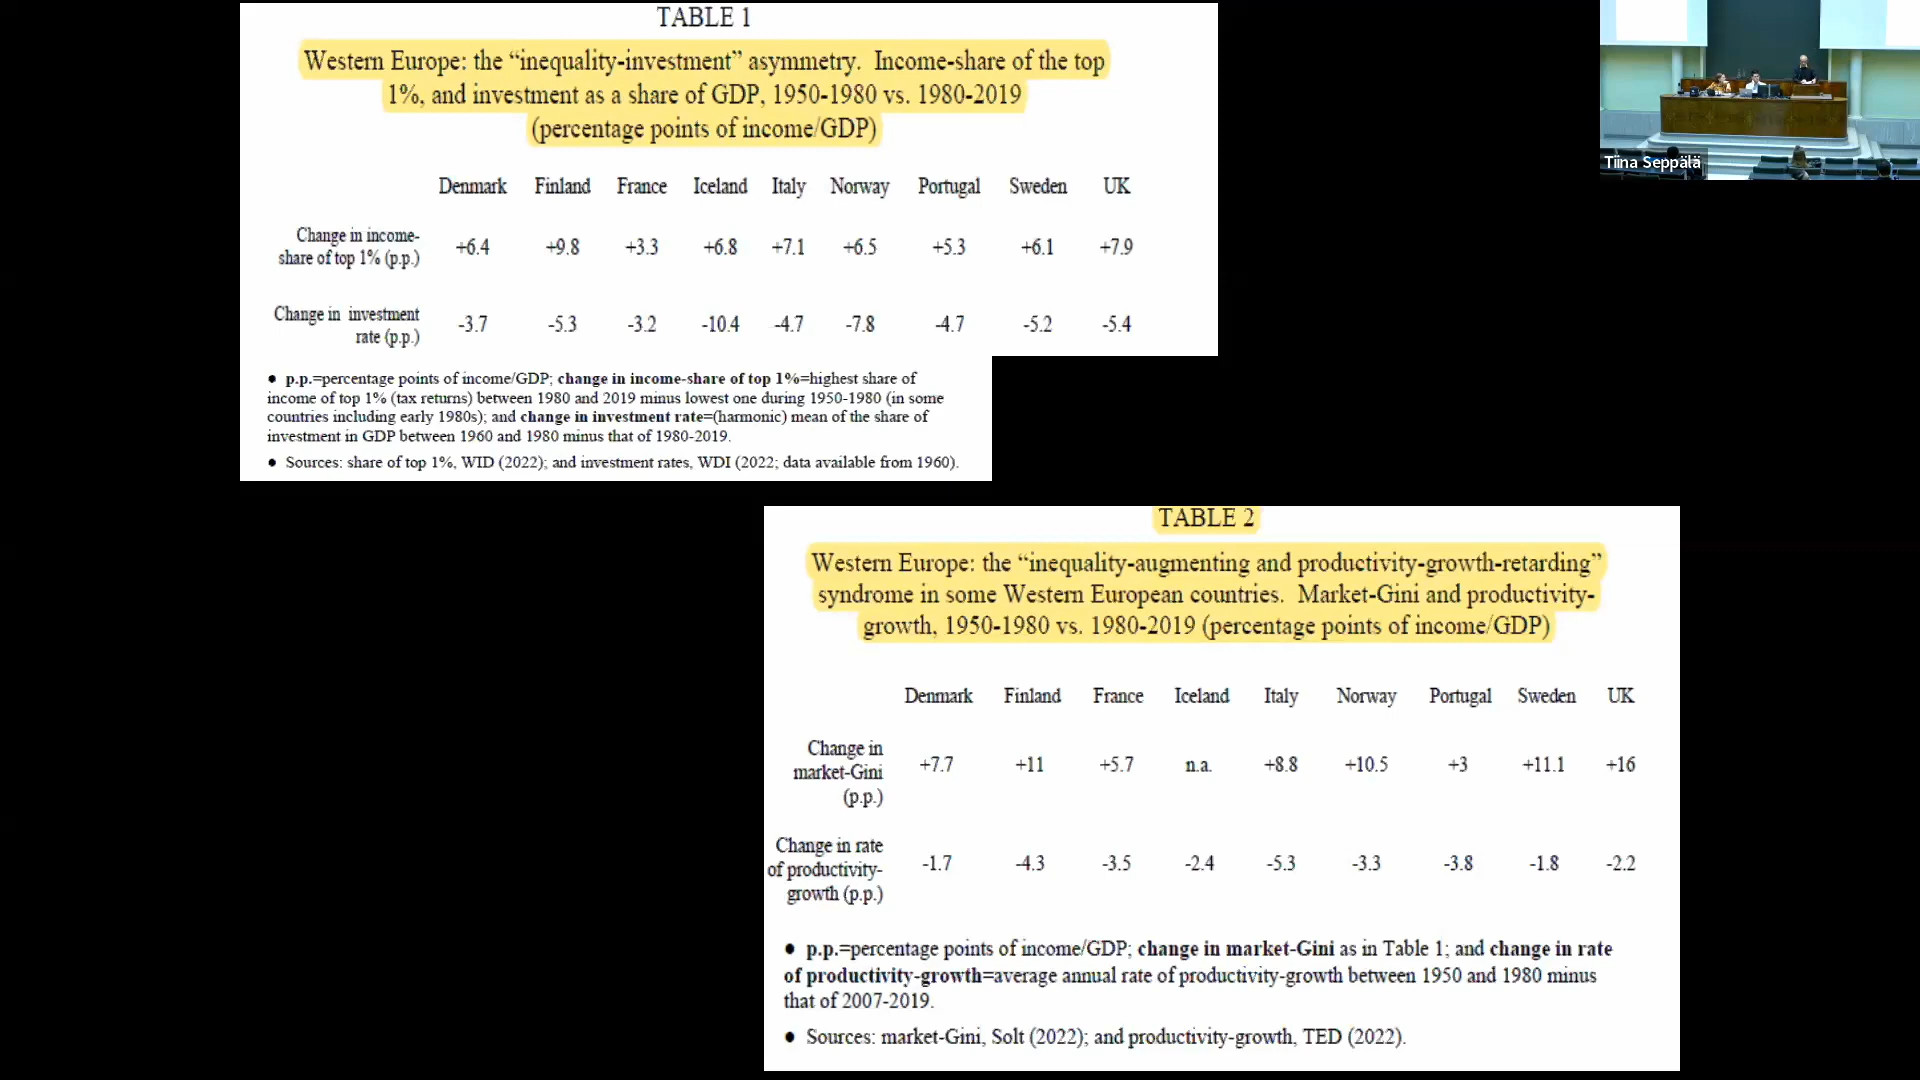 TABLE 1
Western Europe: the “inequality-investment” asymmetry. Income-share of the top
1%, and investment as a share of GDP, 1950-1980 vs. 1980-2019
(percentage points of income/GDP)
Denmark Finland France Iceland Italy Norway Portugal Sweden UK
Change in income-
share of top 1% (p.p.)
+6.4 +9.8 +3.3 +6.8 +7.1 +6.5 +5.3 +6.1 +7.9
Change in investment
rate (p.p.)
-3.7 -5.3 -3.2 -10.4 -4.7 -7.8 -4.7 -5.2 -5.4
● p.p.=percentage points of income/GDP; change in income-share of top 1%=highest share of
income of top 1% (tax returns) between 1980 and 2019 minus lowest one during 1950-1980 (in some
countries including early 1980s); and change in investment rate=(harmonic) mean of the share of
investment in GDP between 1960 and 1980 minus that of 1980-2019.
● Sources: share of top 1%, WID (2022); and investment rates, WDI (2022; data available from 1960).
Tiina Seppälä
TABLE 2
Western Europe: the “inequality-augmenting and productivity-growth-retarding”
syndrome in some Western European countries. Market-Gini and productivity-
growth, 1950-1980 vs. 1980-2019 (percentage points of income/GDP)
Denmark Finland France Iceland Italy Norway Portugal Sweden UK
Change in
market-Gini
(p.p.)
+7.7 +11 +5.7 n.a. +8.8 +10.5 +3 +11.1 +16
Change in rate
of productivity-
growth (p.p.)
-1.7 -4.3 -3.5 -2.4 -5.3 -3.3 -3.8 -1.8 -2.2
● p.p.=percentage points of income/GDP; change in market-Gini as in Table 1; and change in rate
of productivity-growth=average annual rate of productivity-growth between 1950 and 1980 minus
that of 2007-2019.
● Sources: market-Gini, Solt (2022); and productivity-growth, TED (2022).